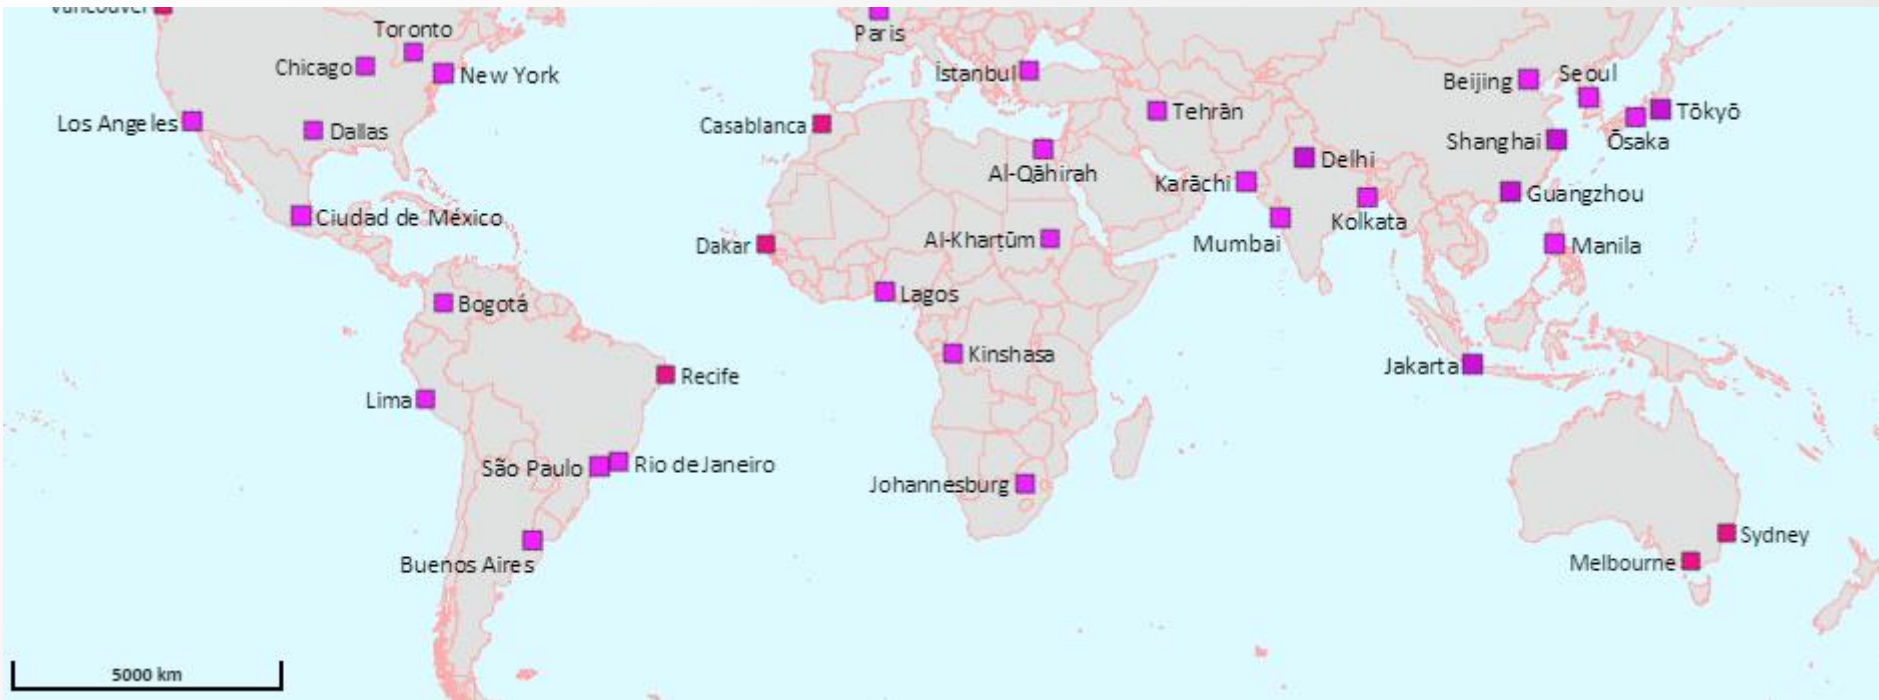 Vancouver
Toronto
Paris
Chicago
New York
İstanbul
Beijing
Seoul
Los Angeles
Dallas
Casablanca
Tehrān
Tōkyō
Shanghai
Ōsaka
Al-Qāhirah
Delhi
Karāchi
Guangzhou
Ciudad de México
Kolkata
Dakar
Al-Kharṭūm
Mumbai
Manila
Bogotá
Lagos
Kinshasa
Jakarta
Recife
Lima
São Paulo
Rio de Janeiro
Johannesburg
Sydney
Buenos Aires
Melbourne
5000 km